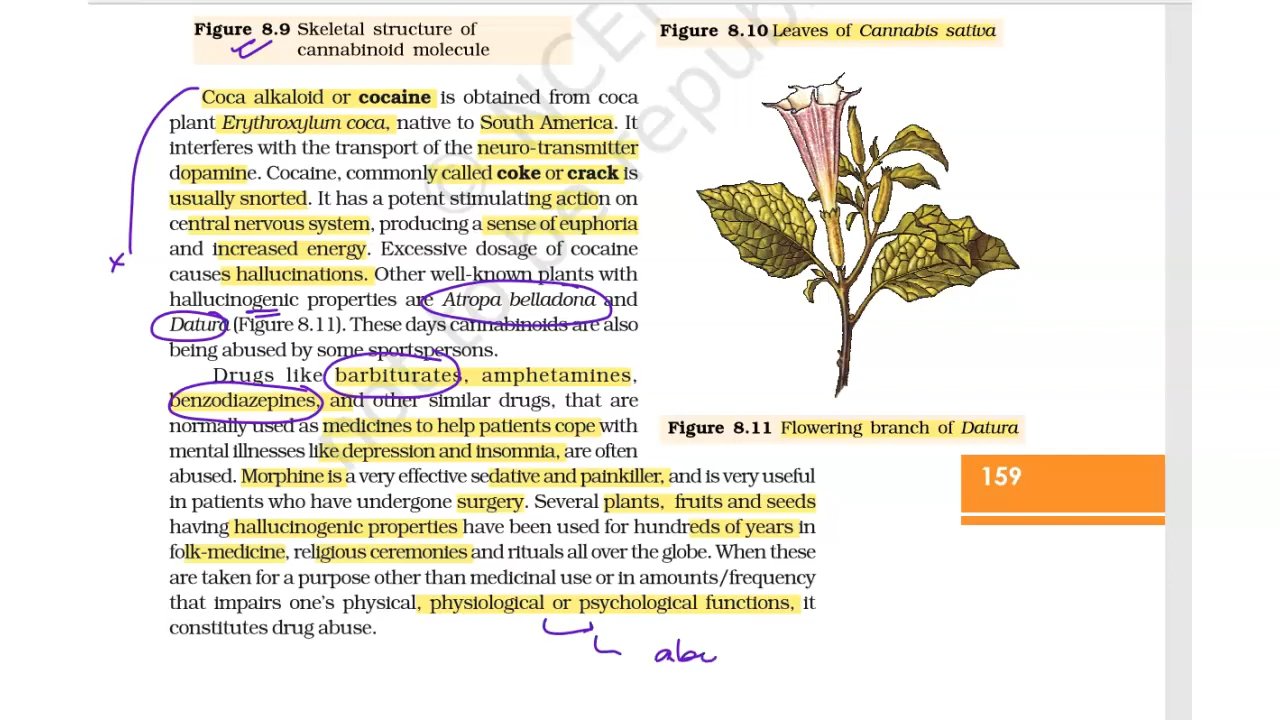 Figure 8.9 Skeletal structure of
cannabinoid molecule
Figure 8.10 Leaves of Cannabis sativa
Coca alkaloid or cocaine is obtained from coca
plant Erythroxylum coca, native to South America. It
interferes with the transport of the neuro-transmitter
dopamine. Cocaine, commonly called coke or crack is
usually snorted. It has a potent stimulating action on
central nervous system, producing a sense of euphoria
and increased energy. Excessive dosage of cocaine
causes hallucinations. Other well-known plants with
hallucinogenic properties are Atropa belladona and
Datura (Figure 8.11). These days cannabinoids are also
being abused by some sportspersons.
Drugs like barbiturates, amphetamines,
benzodiazepines, and other similar drugs, that are
normally used as medicines to help patients cope with
mental illnesses like depression and insomnia, are often
abused. Morphine is a very effective sedative and painkiller, and is very useful
in patients who have undergone surgery. Several plants, fruits and seeds
having hallucinogenic properties have been used for hundreds of years in
folk-medicine, religious ceremonies and rituals all over the globe. When these
are taken for a purpose other than medicinal use or in amounts/frequency
that impairs one's physical, physiological or psychological functions, it
constitutes drug abuse.
Figure 8.11 Flowering branch of Datura
159